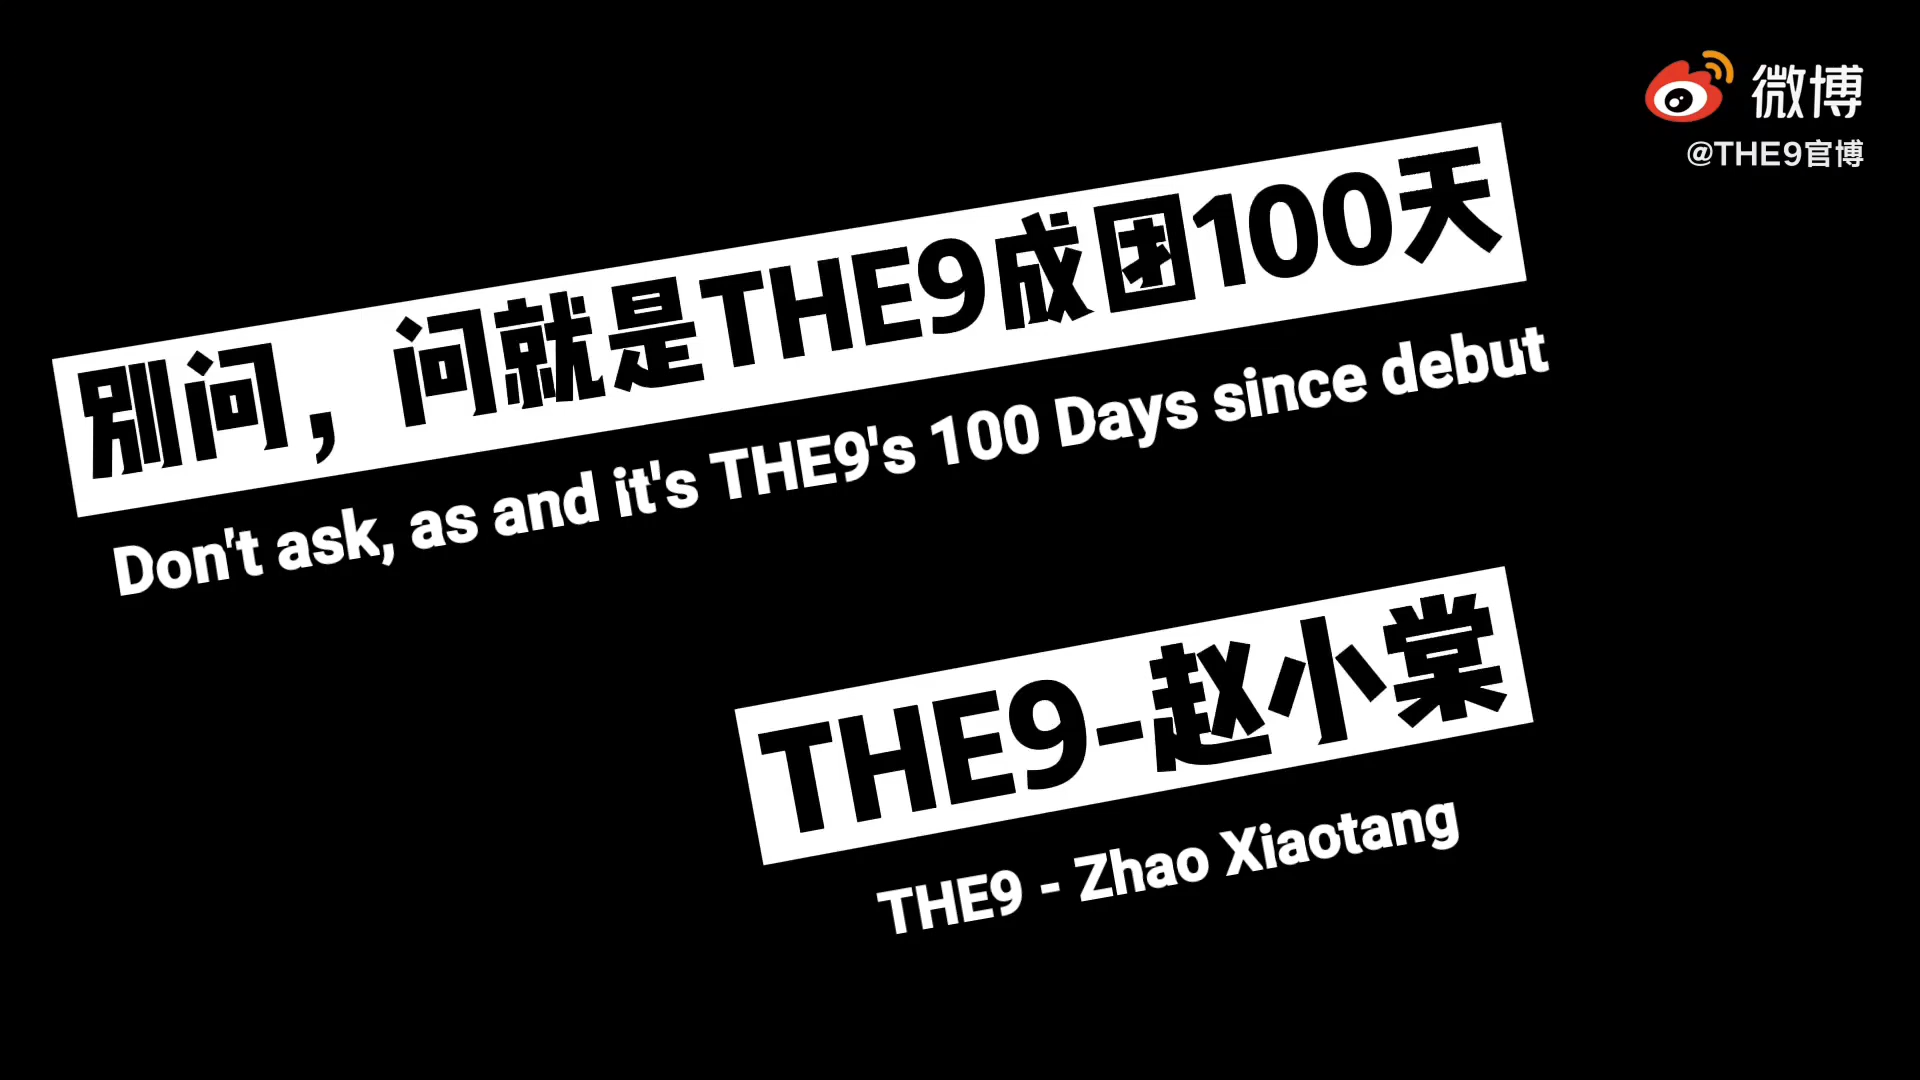 微博
@THE9官博
别问，问就是THE9成团100天
Don't ask, as and it's THE9's 100 Days since debut
THE9-赵小棠
THE9 - Zhao Xiaotang